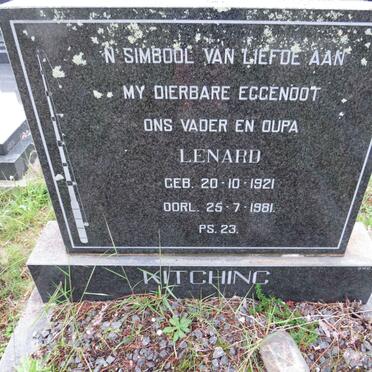 'N SIMBOOL VAN LIEFDE AAN
MY DIERBARE EGGENOOT
ONS VADER EN OUPA
LENARD
GEB. 20-10-1921
OORL. 25-7-1981.
PS. 23.
KITCHING